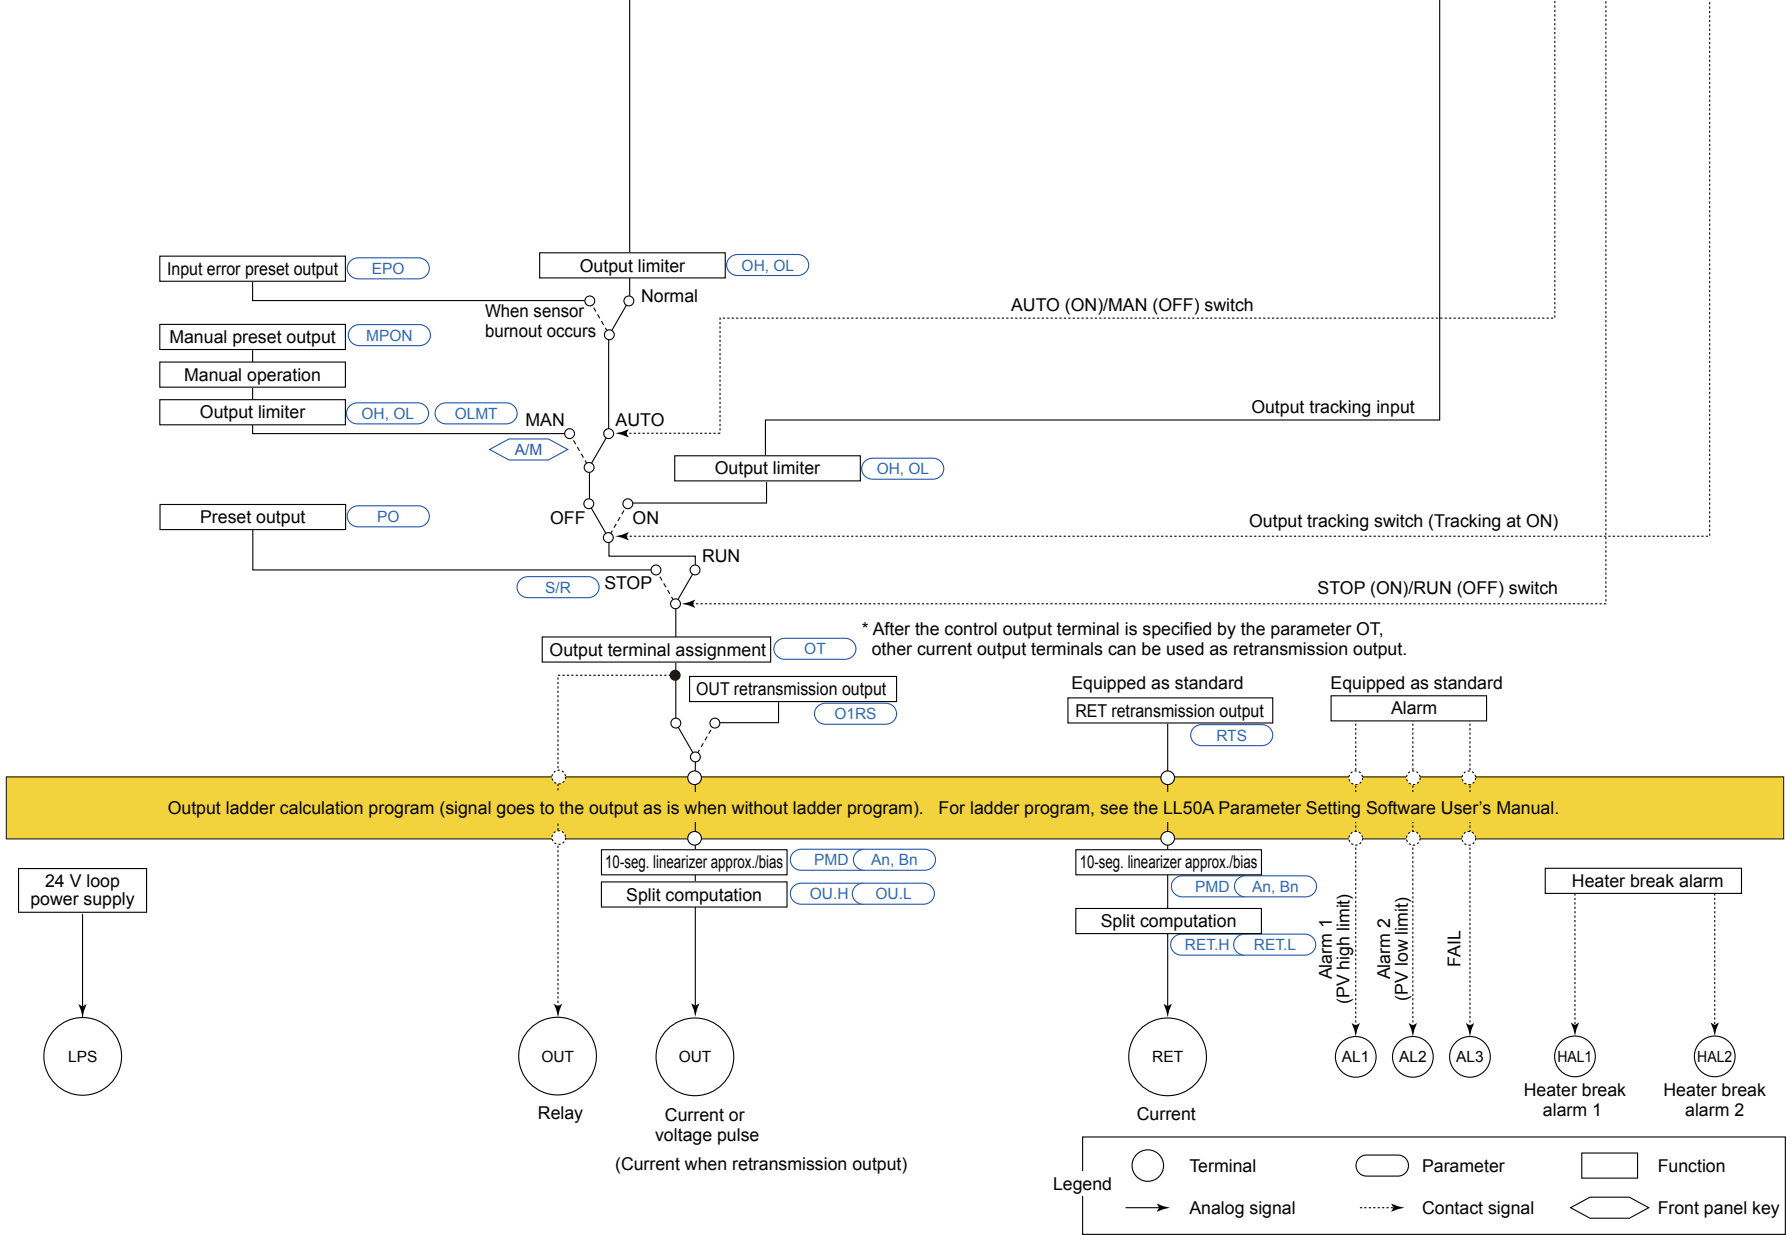 Input error preset output
EPO
Output limiter
OH, OL
Normal
When sensor
burnout occurs
AUTO (ON)/MAN (OFF) switch
Manual preset output
MPON
Manual operation
Output limiter
OH, OL
OLMT
MAN
AUTO
A/M
Output tracking input
Output limiter
OH, OL
Preset output
PO
OFF
ON
Output tracking switch (Tracking at ON)
RUN
STOP
S/R
STOP (ON)/RUN (OFF) switch
Output terminal assignment
OT
* After the control output terminal is specified by the parameter OT,
other current output terminals can be used as retransmission output.
OUT retransmission output
O1RS
Equipped as standard
RET retransmission output
RTS
Equipped as standard
Alarm
Output ladder calculation program (signal goes to the output as is when without ladder program). For ladder program, see the LL50A Parameter Setting Software User's Manual.
24 V loop
power supply
10-seg. linearizer approx./bias
PMD
An, Bn
Split computation
OU.H
OU.L
10-seg. linearizer approx./bias
PMD
An, Bn
Split computation
RET.H
RET.L
Alarm 1
(PV high limit)
Alarm 2
(PV low limit)
FAIL
Heater break alarm
LPS
OUT
OUT
RET
AL1
AL2
AL3
HAL1
HAL2
Relay
Current or
voltage pulse
(Current when retransmission output)
Current
Heater break
alarm 1
Heater break
alarm 2
Legend
Terminal
Parameter
Function
Analog signal
Contact signal
Front panel key